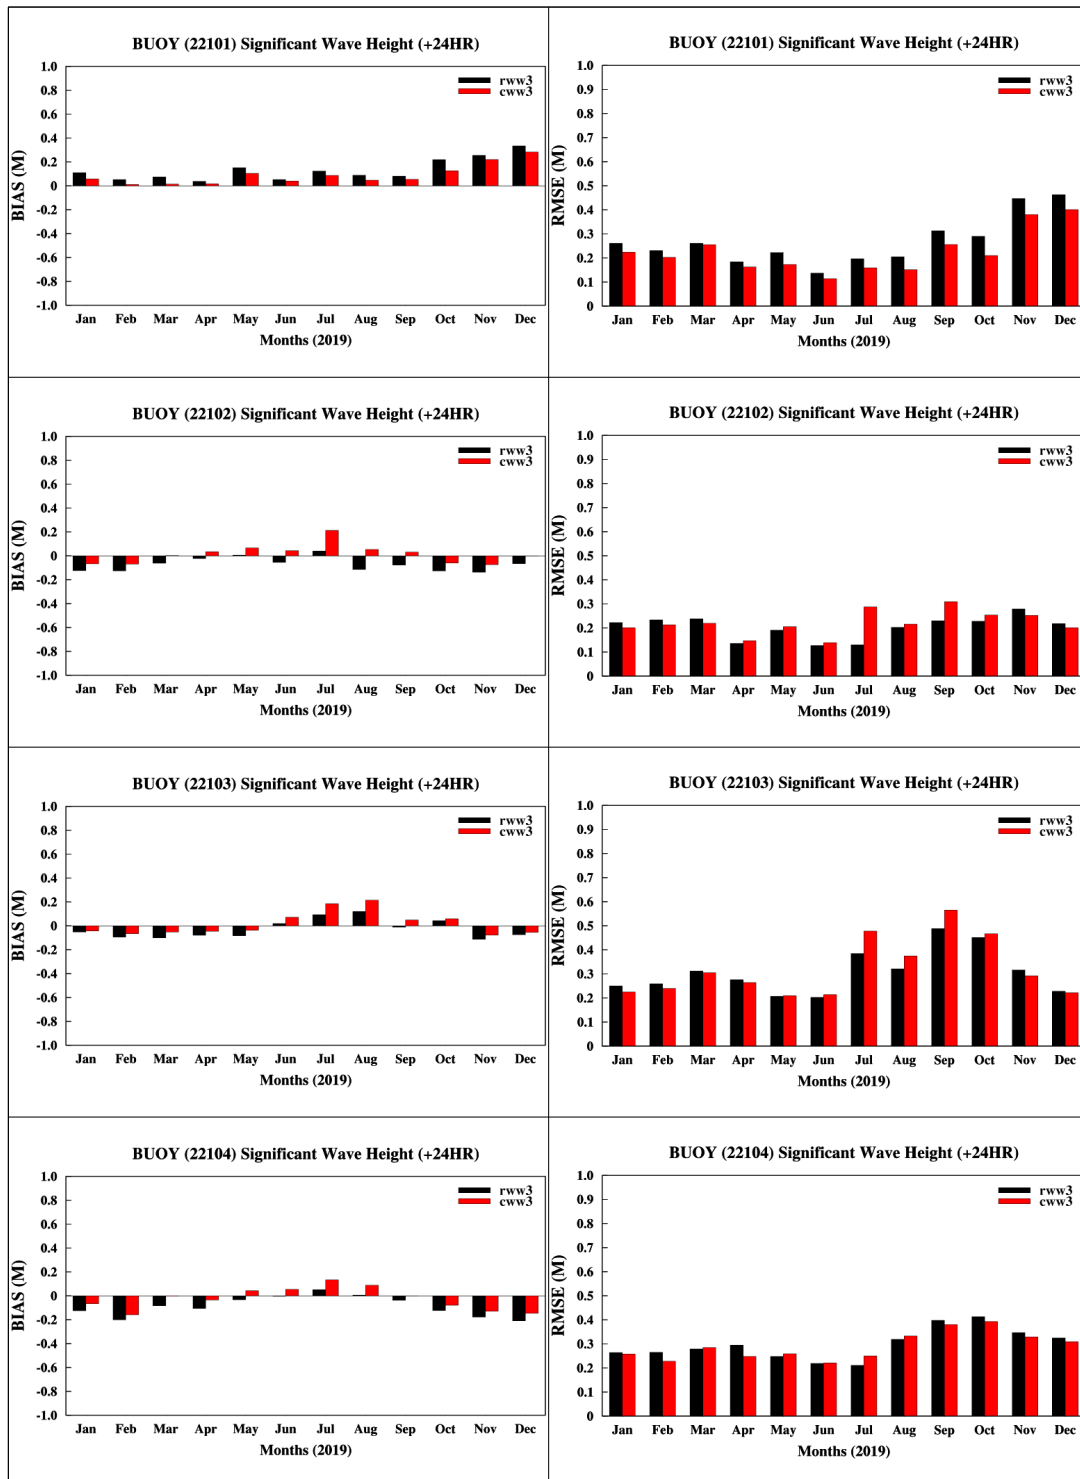 BUOY (22101) Significant Wave Height (+24HR)
1.0
0.8
0.6
0.4
0.2
0
-0.2
-0.4
-0.6
-0.8
-1.0
BIAS (M)
rww3
cww3
Jan Feb Mar Apr May Jun Jul Aug Sep Oct Nov Dec
Months (2019)
BUOY (22101) Significant Wave Height (+24HR)
1.0
0.9
0.8
0.7
0.6
0.5
0.4
0.3
0.2
0.1
0
RMSE (M)
rww3
cww3
Jan Feb Mar Apr May Jun Jul Aug Sep Oct Nov Dec
Months (2019)
BUOY (22102) Significant Wave Height (+24HR)
1.0
0.8
0.6
0.4
0.2
0
-0.2
-0.4
-0.6
-0.8
-1.0
BIAS (M)
rww3
cww3
Jan Feb Mar Apr May Jun Jul Aug Sep Oct Nov Dec
Months (2019)
BUOY (22102) Significant Wave Height (+24HR)
1.0
0.9
0.8
0.7
0.6
0.5
0.4
0.3
0.2
0.1
0
RMSE (M)
rww3
cww3
Jan Feb Mar Apr May Jun Jul Aug Sep Oct Nov Dec
Months (2019)
BUOY (22103) Significant Wave Height (+24HR)
1.0
0.8
0.6
0.4
0.2
0
-0.2
-0.4
-0.6
-0.8
-1.0
BIAS (M)
rww3
cww3
Jan Feb Mar Apr May Jun Jul Aug Sep Oct Nov Dec
Months (2019)
BUOY (22103) Significant Wave Height (+24HR)
1.0
0.9
0.8
0.7
0.6
0.5
0.4
0.3
0.2
0.1
0
RMSE (M)
rww3
cww3
Jan Feb Mar Apr May Jun Jul Aug Sep Oct Nov Dec
Months (2019)
BUOY (22104) Significant Wave Height (+24HR)
1.0
0.8
0.6
0.4
0.2
0
-0.2
-0.4
-0.6
-0.8
-1.0
BIAS (M)
rww3
cww3
Jan Feb Mar Apr May Jun Jul Aug Sep Oct Nov Dec
Months (2019)
BUOY (22104) Significant Wave Height (+24HR)
1.0
0.9
0.8
0.7
0.6
0.5
0.4
0.3
0.2
0.1
0
RMSE (M)
rww3
cww3
Jan Feb Mar Apr May Jun Jul Aug Sep Oct Nov Dec
Months (2019)